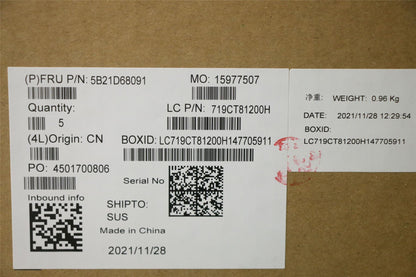 (P)FRU P/N: 5B21D68091
MO: 15977507
Quantity:
5
LC P/N: 719CT81200H
(4L)Origin: CN
BOXID: LC719CT81200H147705911
PO: 4501700806
Serial No
Inbound info
SHIPTO:
SUS
Made in China
2021/11/28
净重: WEIGHT: 0.96 Kg
DATE: 2021/11/28 12:29:54
BOXID:
LC719CT81200H147705911